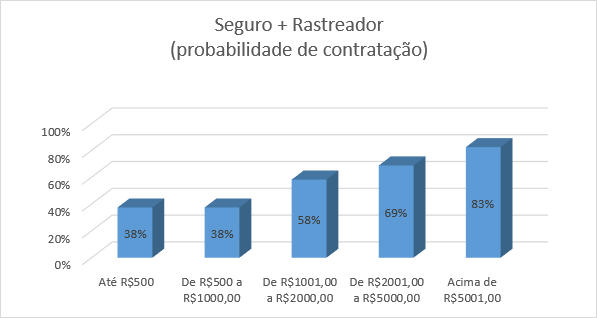 Seguro + Rastreador
(probabilidade de contratação)
100%
80%
60%
40%
20%
0%
38%
38%
58%
69%
83%
Até R$500
De R$500 a
R$1000,00
De R$1001,00
a R$2000,00
De R$2001,00
a R$5000,00
Acima de
R$5001,00